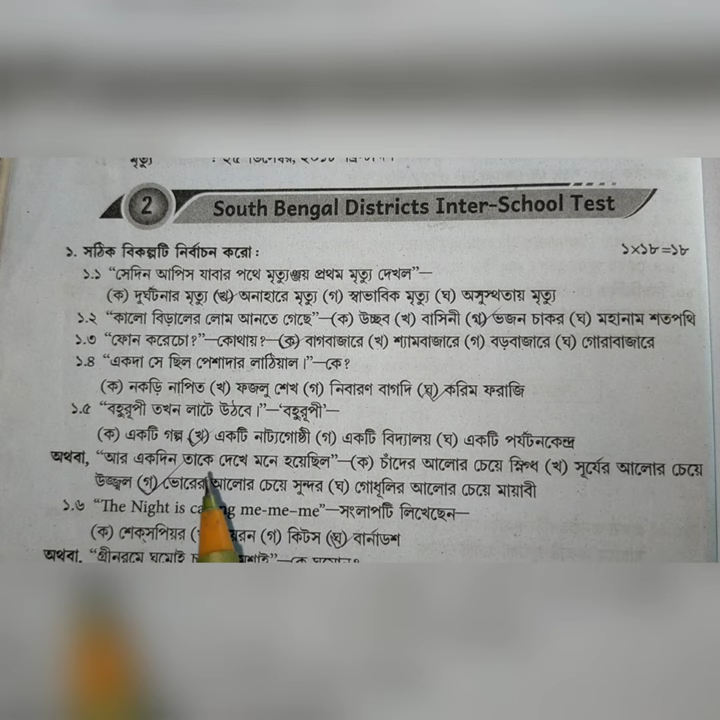 মৃত্যু : ২৫ ডিসেম্বর,
2 South Bengal Districts Inter-School Test
১. সঠিক বিকল্পটি নির্বাচন করো : ১×১৮=১৮
১.১ “সেদিন আপিস যাবার পথে মৃত্যুঞ্জয় প্রথম মৃত্যু দেখল”—
(ক) দুর্ঘটনার মৃত্যু (খ) অনাহারে মৃত্যু (গ) স্বাভাবিক মৃত্যু (ঘ) অসুস্থতায় মৃত্যু
১.২ “কালো বিড়ালের লোম আনতে গেছে”—(ক) উচ্ছব (খ) বাসিনী (গ) ভজন চাকর (ঘ) মহানাম শতপথি
১.৩ “ফোন করেচো?”—কোথায়?—(ক) বাগবাজারে (খ) শ্যামবাজারে (গ) বড়বাজারে (ঘ) গোরাবাজারে
১.৪ “একদা সে ছিল পেশাদার লাঠিয়াল।”—কে?
(ক) নকড়ি নাপিত (খ) ফজলু শেখ (গ) নিবারণ বাগদি (ঘ) করিম ফরাজি
১.৫ “বহুরূপী তখন লাটে উঠবে।”—‘বহুরূপী’—
(ক) একটি গল্প (খ) একটি নাট্যগোষ্ঠী (গ) একটি বিদ্যালয় (ঘ) একটি পর্যটনকেন্দ্র
অথবা, “আর একদিন তাকে দেখে মনে হয়েছিল”—(ক) চাঁদের আলোর চেয়ে স্নিগ্ধ (খ) সূর্যের আলোর চেয়ে
উজ্জ্বল (গ) ভোরের আলোর চেয়ে সুন্দর (ঘ) গোধূলির আলোর চেয়ে মায়াবী
১.৬ “The Night is me-me-me”—সংলাপটি লিখেছেন—
(ক) শেক্‌সপিয়র (গ) কিটস (ঘ) বার্নাডশ
অথবা,